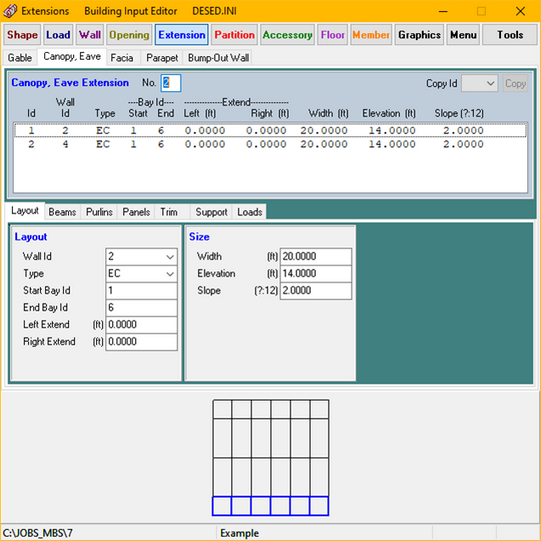 Extensions Building Input Editor DESED.INI
Shape Load Wall Opening Extension Partition Accessory Floor Member Graphics Menu Tools
Gable Canopy, Eave Facia Parapet Bump-Out Wall
Canopy, Eave Extension No. 2 Copy Id Copy
Wall ----Bay Id---- ---------------Extend---------------
Id Id Type Start End Left (ft) Right (ft) Width (ft) Elevation (ft) Slope (?:12)
1 2 EC 1 6 0.0000 0.0000 20.0000 14.0000 2.0000
2 4 EC 1 6 0.0000 0.0000 20.0000 14.0000 2.0000
Layout Beams Purlins Panels Trim Support Loads
Layout Size
Wall Id 2 Width (ft) 20.0000
Type EC Elevation (ft) 14.0000
Start Bay Id 1 Slope (?:12) 2.0000
End Bay Id 6
Left Extend (ft) 0.0000
Right Extend (ft) 0.0000
C:\JOBS_MBS\7 Example